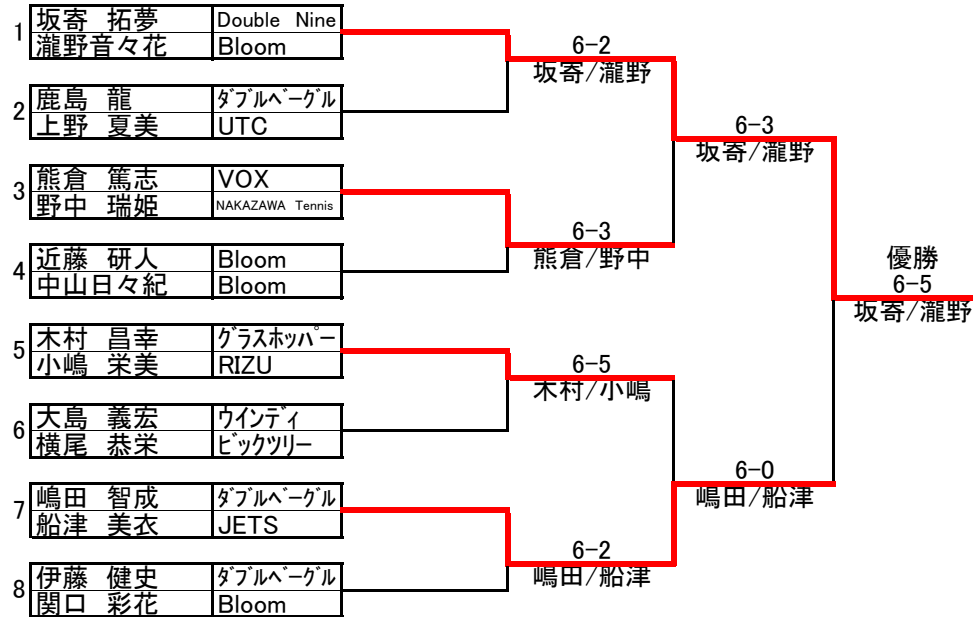 1 坂寄 拓夢 Double Nine
瀧野音々花 Bloom
2 鹿島 龍 ﾀﾞﾌﾞﾙﾍﾞｰｸﾞﾙ
上野 夏美 UTC
3 熊倉 篤志 VOX
野中 瑞姫 NAKAZAWA Tennis
4 近藤 研人 Bloom
中山日々紀 Bloom
5 木村 昌幸 ｸﾞﾗｽﾎｯﾊﾟｰ
小嶋 栄美 RIZU
6 大島 義宏 ｳｲﾝﾃﾞｨ
横尾 恭栄 ﾋﾞｯｸﾂﾘｰ
7 嶋田 智成 ﾀﾞﾌﾞﾙﾍﾞｰｸﾞﾙ
船津 美衣 JETS
8 伊藤 健史 ﾀﾞﾌﾞﾙﾍﾞｰｸﾞﾙ
関口 彩花 Bloom
6-2
坂寄/瀧野
6-3
熊倉/野中
6-5
木村/小嶋
6-2
嶋田/船津
6-3
坂寄/瀧野
6-0
嶋田/船津
優勝
6-5
坂寄/瀧野